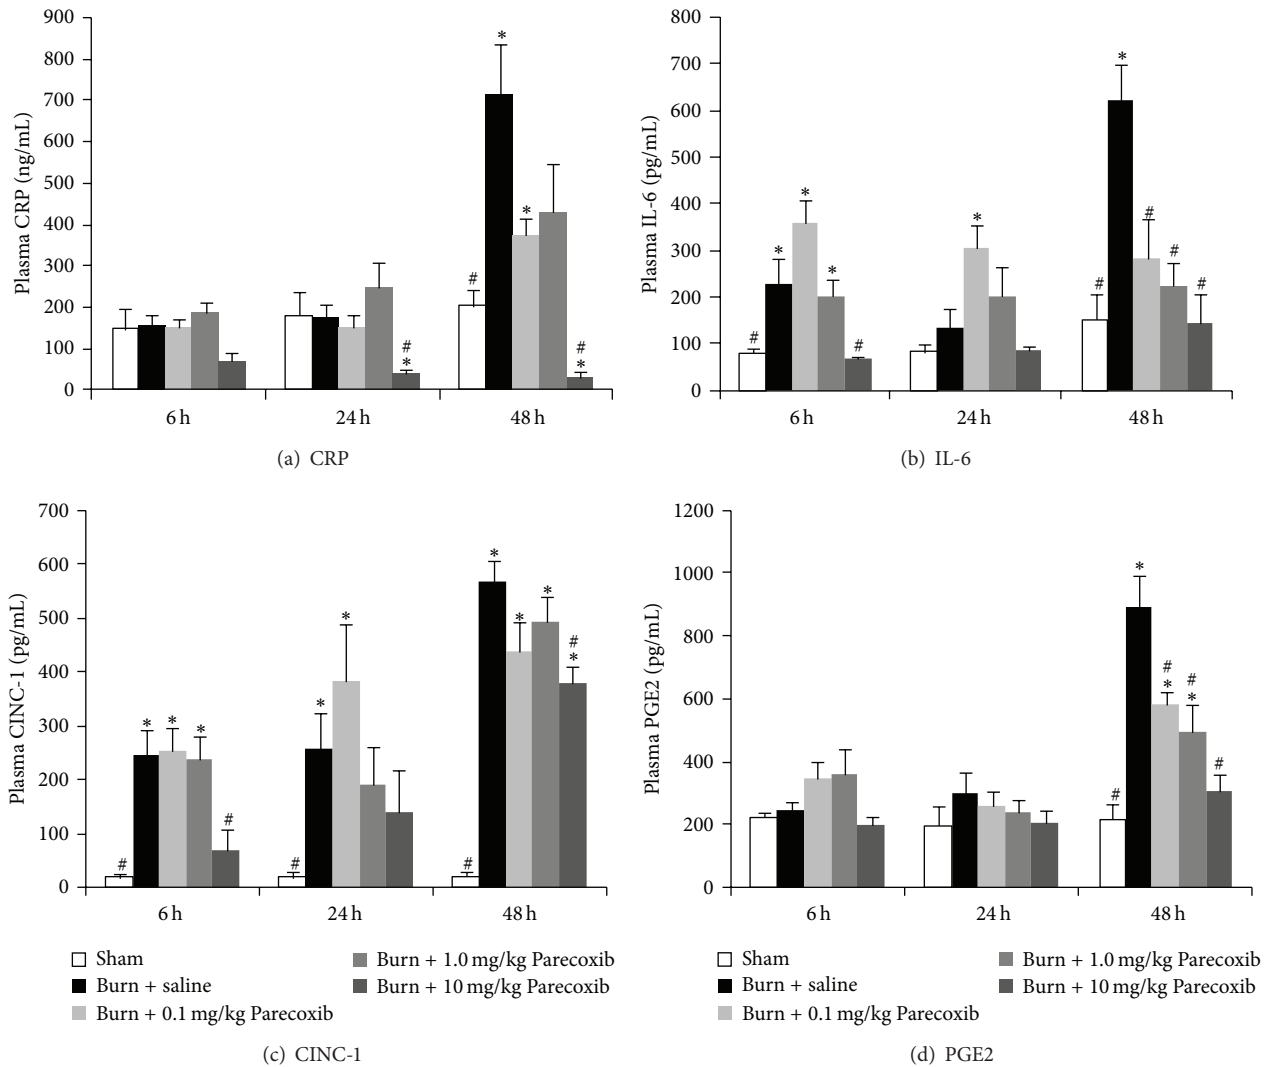 Plasma CRP (ng/mL)
900
800
700
600
500
400
300
200
100
0
#
*
*
#
*
#
*
6 h
24 h
48 h
(a) CRP
Plasma IL-6 (pg/mL)
800
700
600
500
400
300
200
100
0
#
*
*
*
#
*
#
*
#
#
#
6 h
24 h
48 h
(b) IL-6
Plasma CINC-1 (pg/mL)
700
600
500
400
300
200
100
0
#
*
*
*
#
#
*
*
#
*
*
*
#
*
6 h
24 h
48 h
Sham
Burn + saline
Burn + 0.1 mg/kg Parecoxib
Burn + 1.0 mg/kg Parecoxib
Burn + 10 mg/kg Parecoxib
(c) CINC-1
Plasma PGE2 (pg/mL)
1200
1000
800
600
400
200
0
#
*
#
*
#
*
#
6 h
24 h
48 h
Sham
Burn + saline
Burn + 0.1 mg/kg Parecoxib
Burn + 1.0 mg/kg Parecoxib
Burn + 10 mg/kg Parecoxib
(d) PGE2